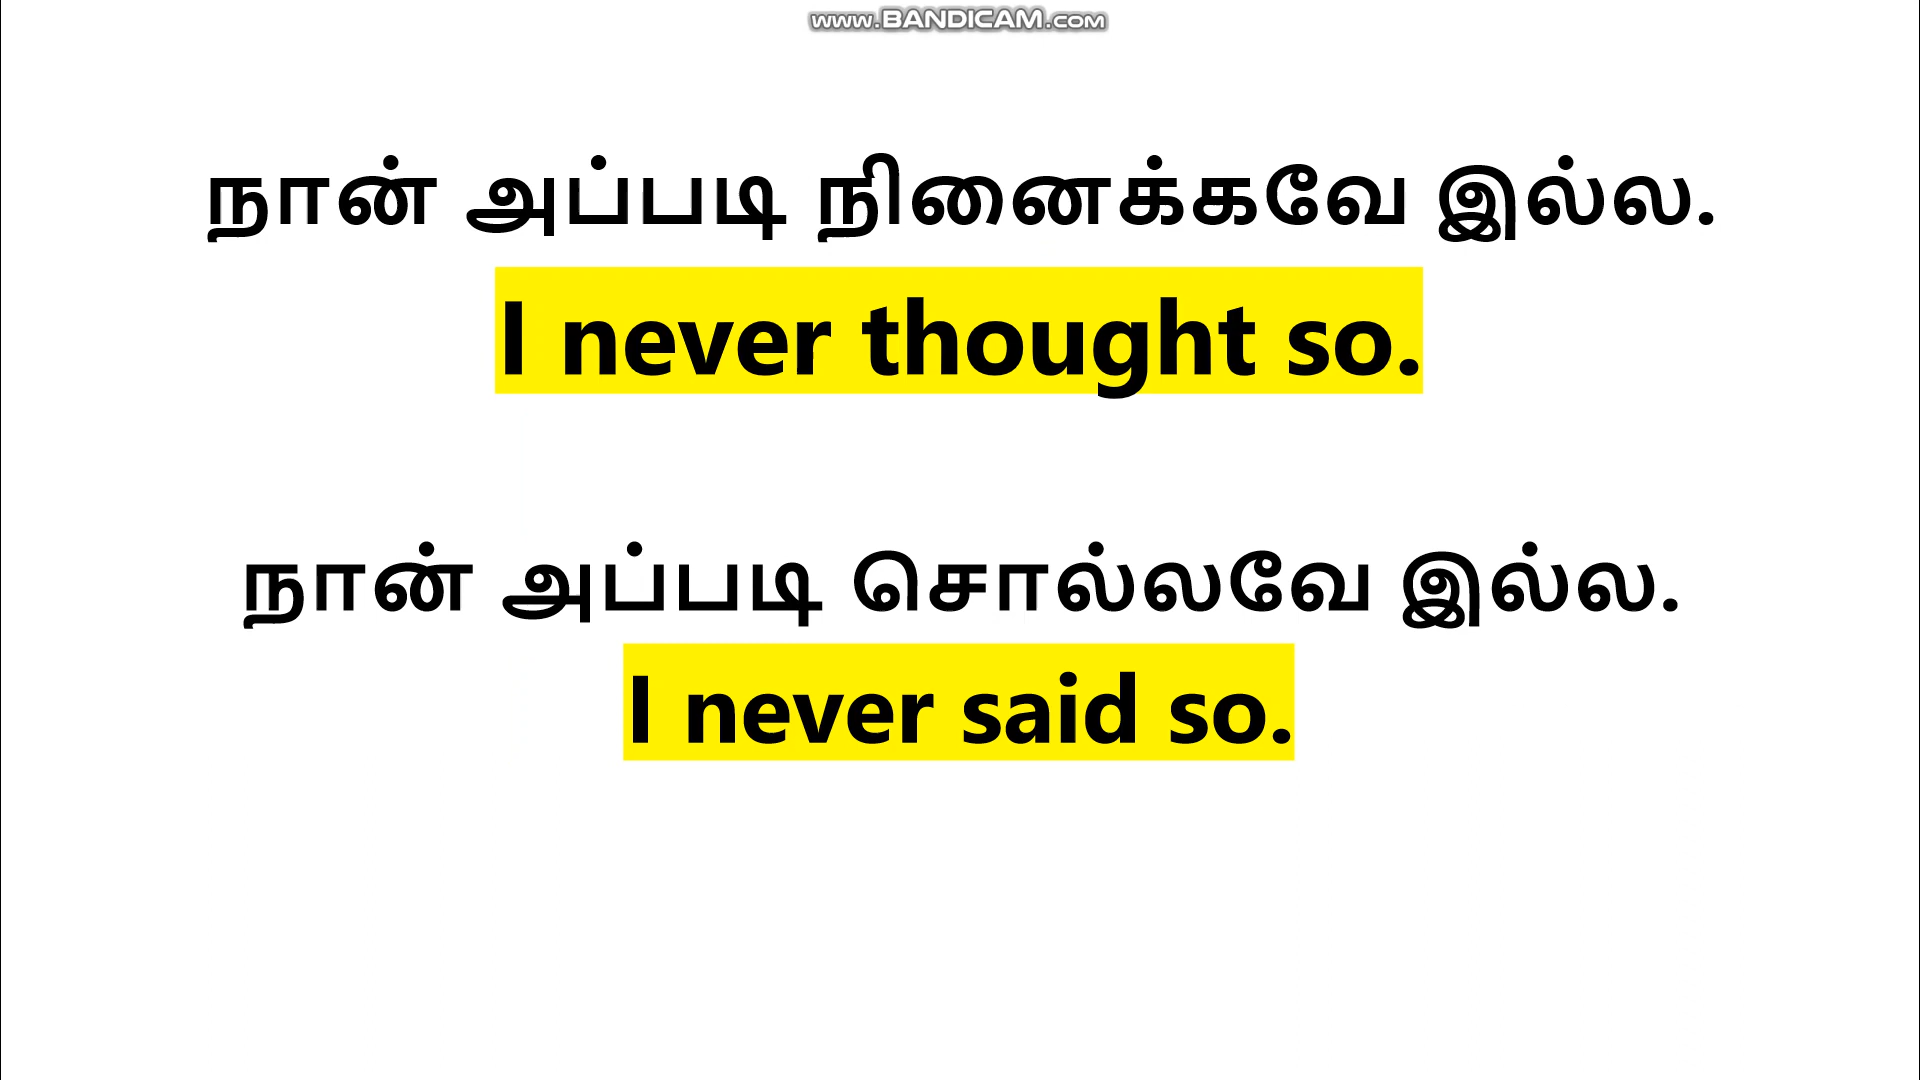 www.BANDICAM.com
நான் அப்படி நினைக்கவே இல்ல.
I never thought so.
நான் அப்படி சொல்லவே இல்ல.
I never said so.